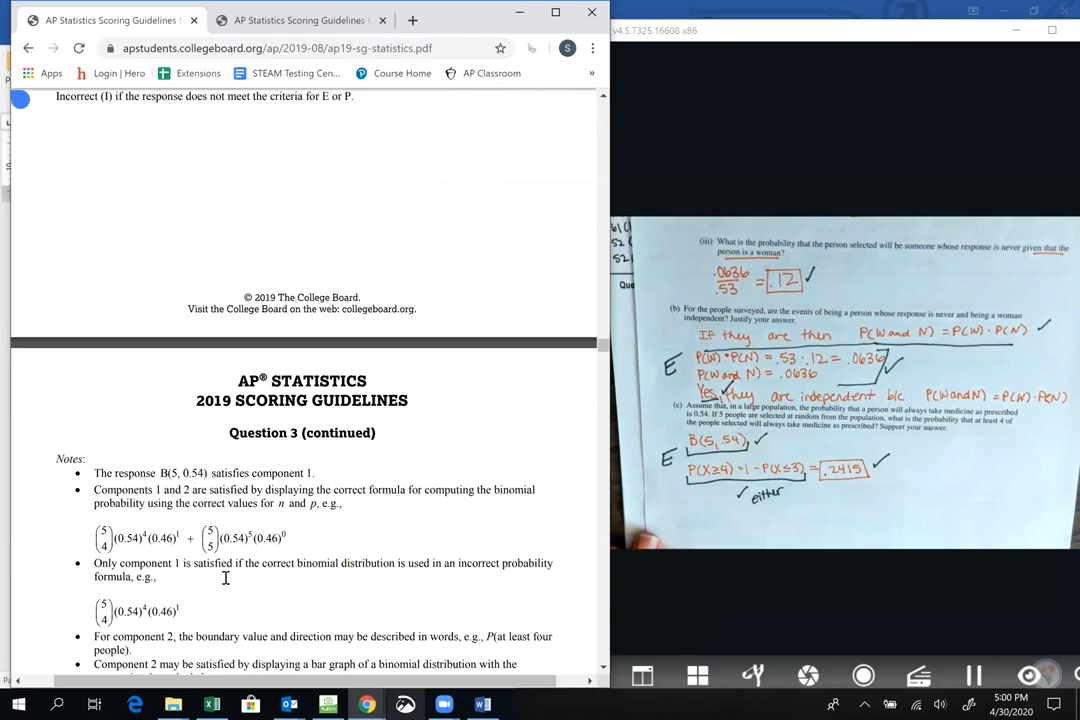 AP Statistics Scoring Guidelines f
AP Statistics Scoring Guidelines f
apstudents.collegeboard.org/ap/2019-08/ap19-sg-statistics.pdf
S
Apps
Login | Hero
Extensions
STEAM Testing Cen...
Course Home
AP Classroom
»
v4.5.7325.16608 x86
Incorrect (I) if the response does not meet the criteria for E or P.
© 2019 The College Board.
Visit the College Board on the web: collegeboard.org.
AP® STATISTICS
2019 SCORING GUIDELINES
Question 3 (continued)
Notes:
• The response B(5, 0.54) satisfies component 1.
• Components 1 and 2 are satisfied by displaying the correct formula for computing the binomial
probability using the correct values for n and p, e.g.,
(5 4)(0.54)⁴(0.46)¹ + (5 5)(0.54)⁵(0.46)⁰
• Only component 1 is satisfied if the correct binomial distribution is used in an incorrect probability
formula, e.g.,
(5 4)(0.54)⁴(0.46)¹
• For component 2, the boundary value and direction may be described in words, e.g., P(at least four
people).
• Component 2 may be satisfied by displaying a bar graph of a binomial distribution with the
61(
52(
52(
Que
(iii) What is the probability that the person selected will be someone whose response is never given that the
person is a woman?
.0636
.53 = .12 ✓
(b) For the people surveyed, are the events of being a person whose response is never and being a woman
independent? Justify your answer.
If they are then P(W and N) = P(W) · P(N) ✓
E P(W) • P(N) = .53 · .12 = .0636 ✓
P(W and N) = .0636
Yes, they are independent b/c P(W and N) = P(W) · P(N)
(c) Assume that, in a large population, the probability that a person will always take medicine as prescribed
is 0.54. If 5 people are selected at random from the population, what is the probability that at least 4 of
the people selected will always take medicine as prescribed? Support your answer.
B(5, .54) ✓
E P(X≥4) = 1 - P(X≤3) = .2415 ✓
✓ either
5:00 PM
4/30/2020